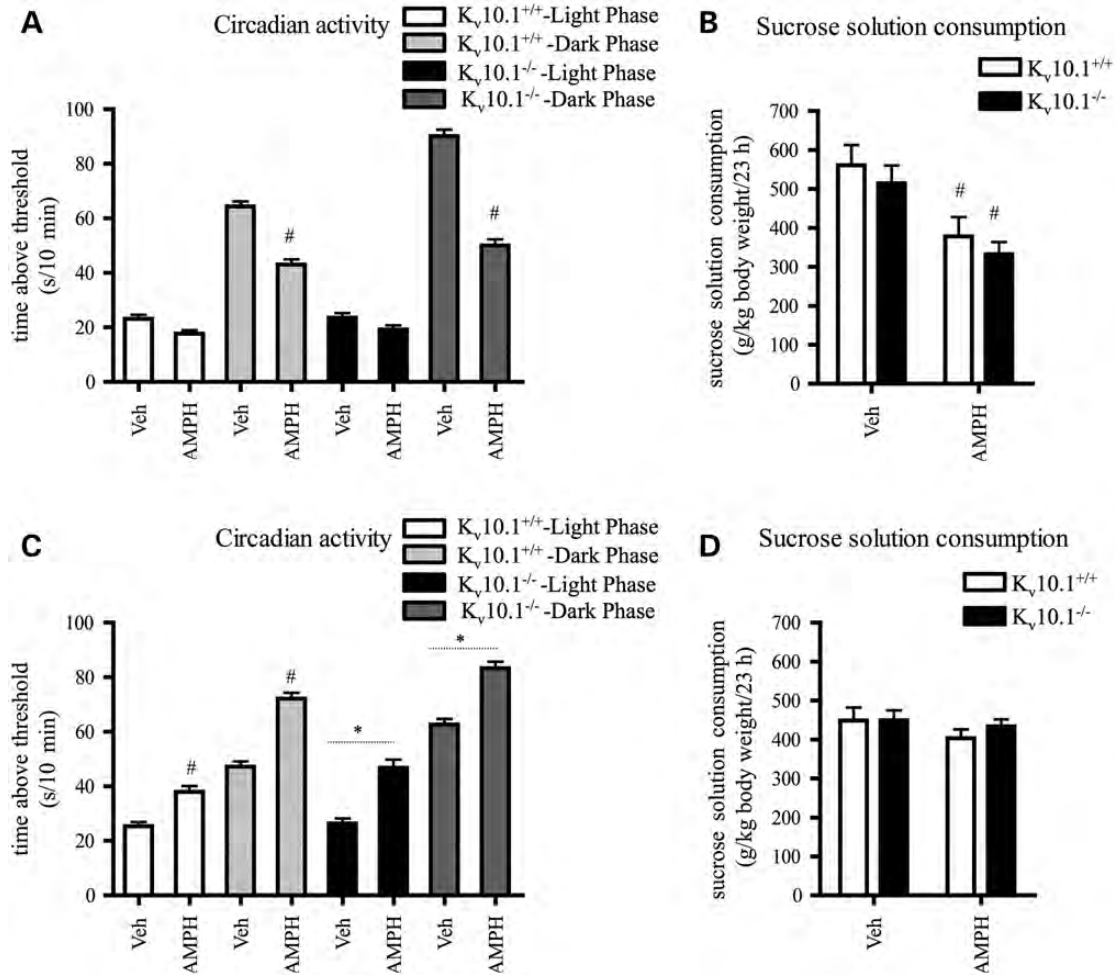 A
Circadian activity
Kv10.1+/+-Light Phase
Kv10.1+/+-Dark Phase
Kv10.1-/--Light Phase
Kv10.1-/--Dark Phase
time above threshold
(s/10 min)
100
80
60
40
20
0
#
#
Veh
AMPH
Veh
AMPH
Veh
AMPH
Veh
AMPH
B
Sucrose solution consumption
Kv10.1+/+
Kv10.1-/-
sucrose solution consumption
(g/kg body weight/23 h)
700
600
500
400
300
200
100
0
#
#
Veh
AMPH
C
Circadian activity
Kv10.1+/+-Light Phase
Kv10.1+/+-Dark Phase
Kv10.1-/--Light Phase
Kv10.1-/--Dark Phase
time above threshold
(s/10 min)
100
80
60
40
20
0
#
#
*
*
Veh
AMPH
Veh
AMPH
Veh
AMPH
Veh
AMPH
D
Sucrose solution consumption
Kv10.1+/+
Kv10.1-/-
sucrose solution consumption
(g/kg body weight/23 h)
700
600
500
400
300
200
100
0
Veh
AMPH